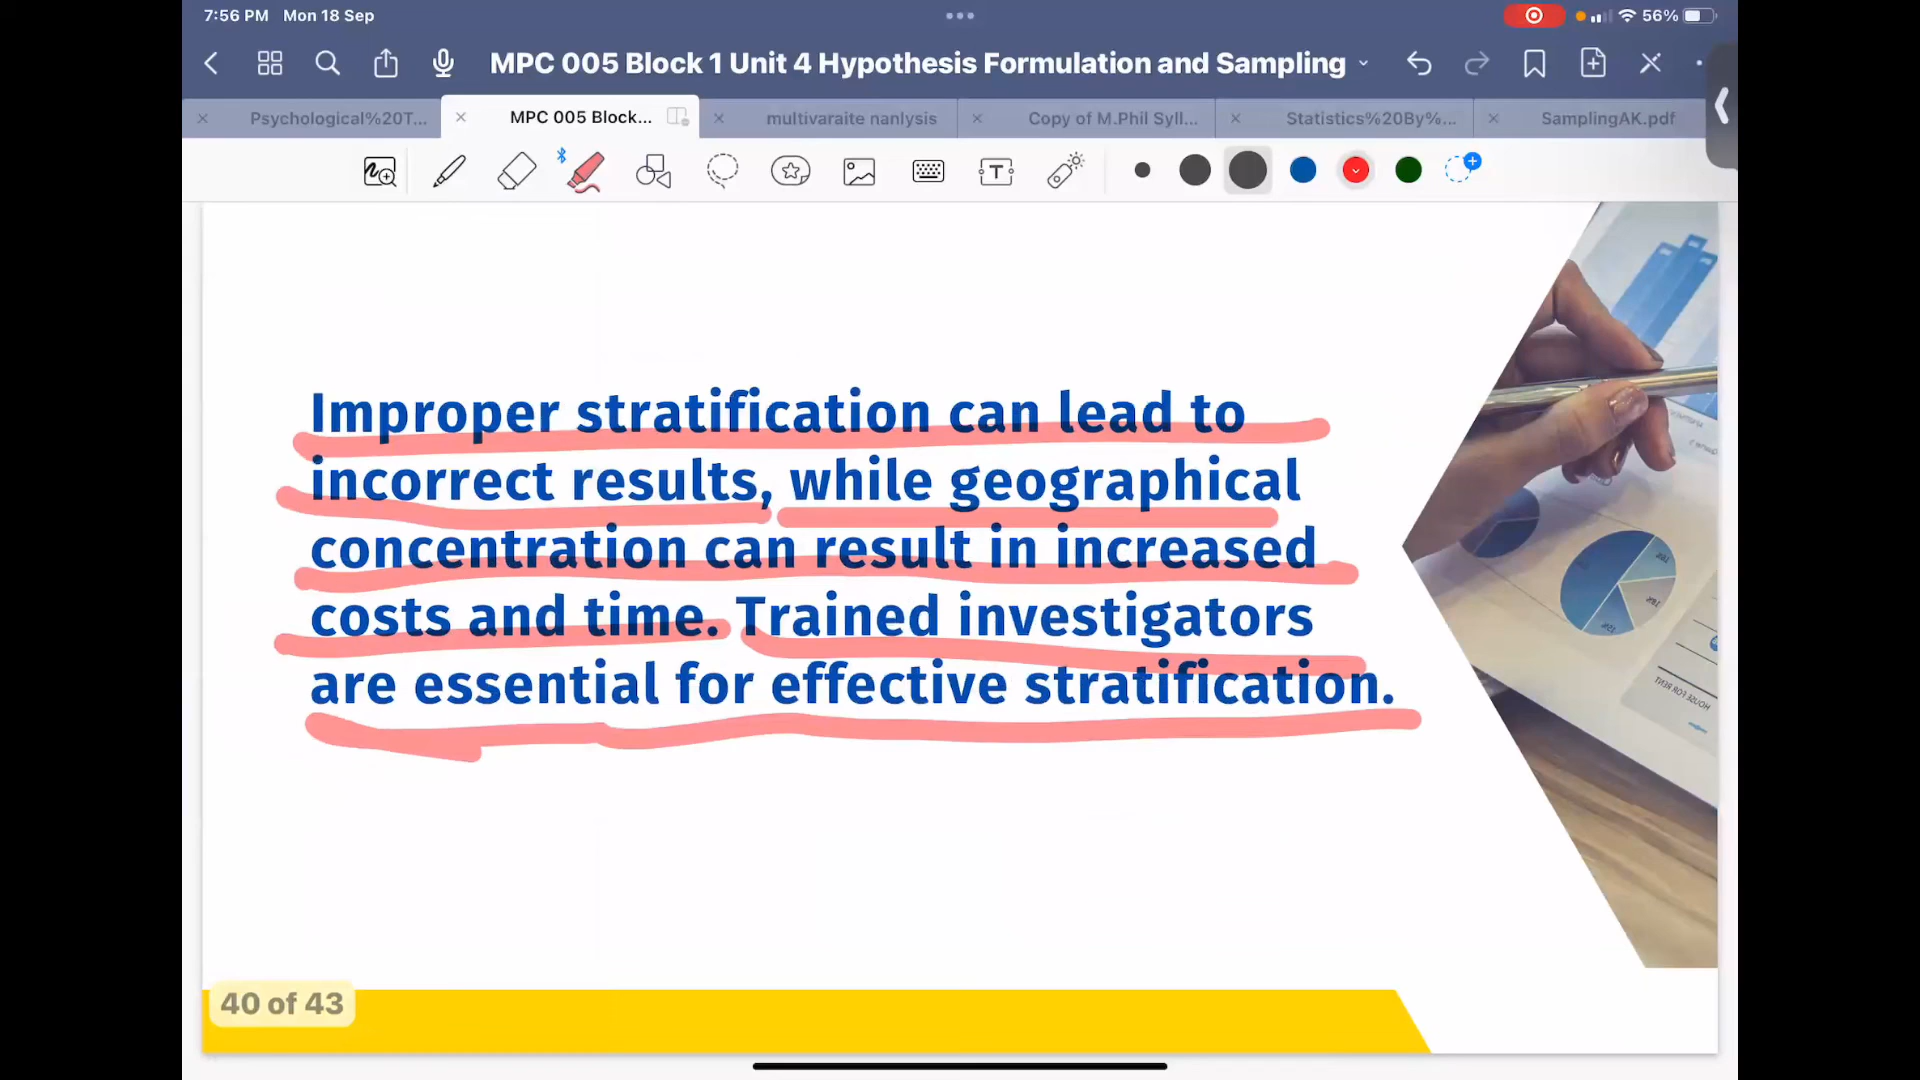 7:56 PM Mon 18 Sep
56%
MPC 005 Block 1 Unit 4 Hypothesis Formulation and Sampling
Psychological%20T...
MPC 005 Block...
multivaraite nanlysis
Copy of M.Phil Syll...
Statistics%20By%...
SamplingAK.pdf
T
Improper stratification can lead to
incorrect results, while geographical
concentration can result in increased
costs and time. Trained investigators
are essential for effective stratification.
HOUSE FOR RENT
40 of 43